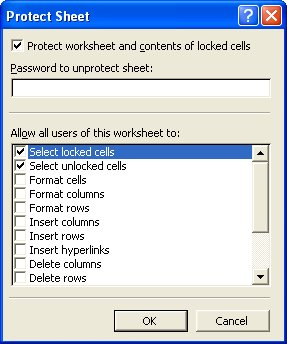 Protect Sheet
Protect worksheet and contents of locked cells
Password to unprotect sheet:
Allow all users of this worksheet to:
Select locked cells
Select unlocked cells
Format cells
Format columns
Format rows
Insert columns
Insert rows
Insert hyperlinks
Delete columns
Delete rows
OK Cancel